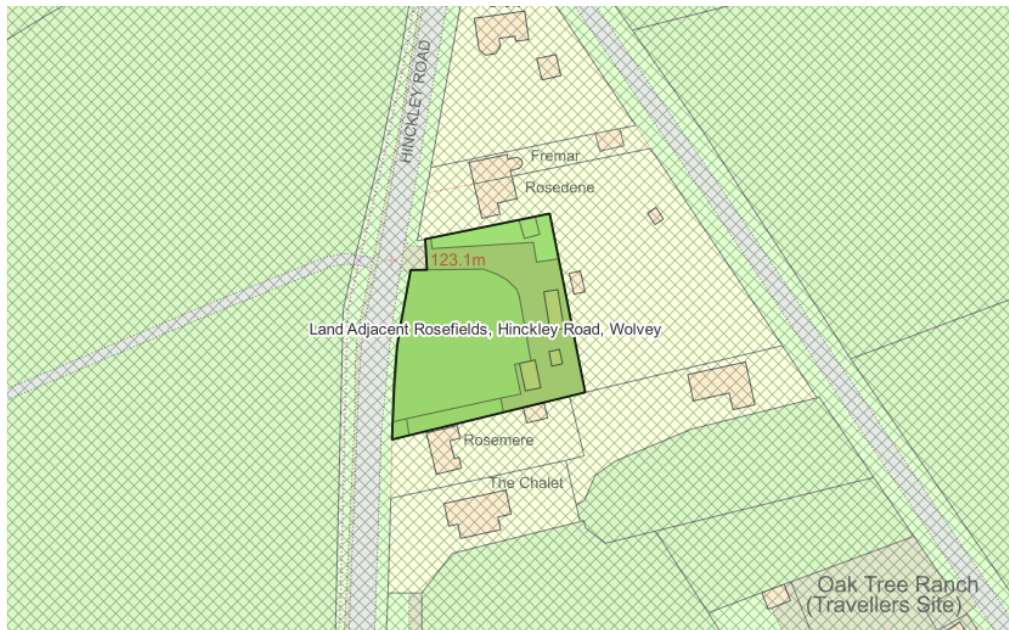 HINCKLEY ROAD
Fremar
Rosedene
123.1m
Land Adjacent Rosefields, Hinckley Road, Wolvey
Rosemere
The Chalet
Oak Tree Ranch
(Travellers Site)